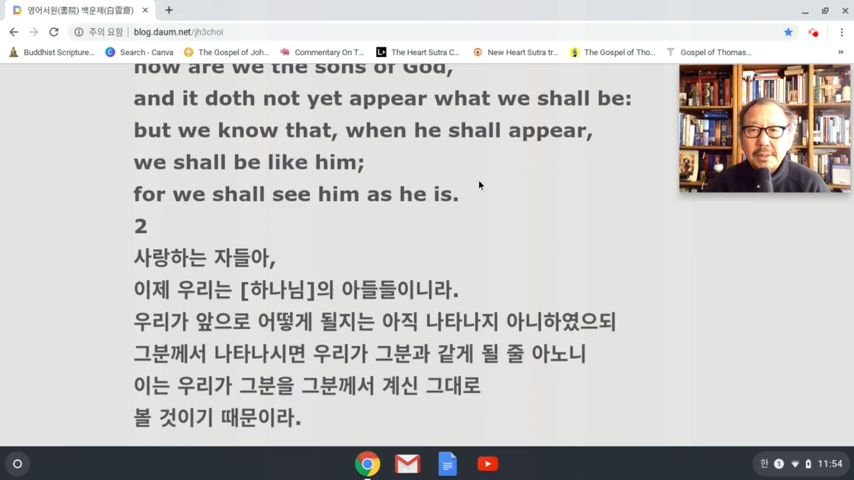 영어서원(書院) 백운재(白雲齋)
주의 요함
blog.daum.net/jh3choi
Buddhist Scripture...
Search - Canva
The Gospel of Joh...
Commentary On T...
The Heart Sutra C...
New Heart Sutra tr...
The Gospel of Tho...
Gospel of Thomas...
now are we the sons of God,
and it doth not yet appear what we shall be:
but we know that, when he shall appear,
we shall be like him;
for we shall see him as he is.
2
사랑하는 자들아,
이제 우리는 [하나님]의 아들들이니라.
우리가 앞으로 어떻게 될지는 아직 나타나지 아니하였으되
그분께서 나타나시면 우리가 그분과 같게 될 줄 아노니
이는 우리가 그분을 그분께서 계신 그대로
볼 것이기 때문이라.
한 1 11:54